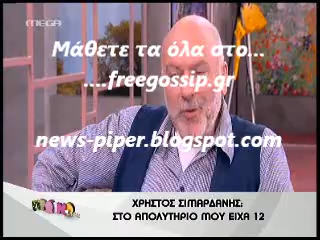 MEGA
Μάθετε τα όλα στο...
....freegossip.gr
news-piper.blogspot.com
ΧΡΗΣΤΟΣ ΣΙΜΑΡΔΑΝΗΣ:
ΣΤΟ ΑΠΟΛΥΤΗΡΙΟ ΜΟΥ ΕΙΧΑ 12